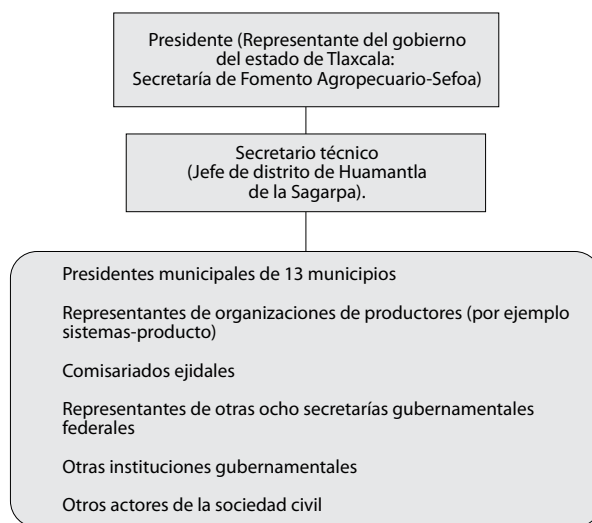 Presidente (Representante del gobierno
del estado de Tlaxcala:
Secretaría de Fomento Agropecuario-Sefoa)
Secretario técnico
(Jefe de distrito de Huamantla
de la Sagarpa).
Presidentes municipales de 13 municipios
Representantes de organizaciones de productores (por ejemplo
sistemas-producto)
Comisariados ejidales
Representantes de otras ocho secretarías gubernamentales
federales
Otras instituciones gubernamentales
Otros actores de la sociedad civil